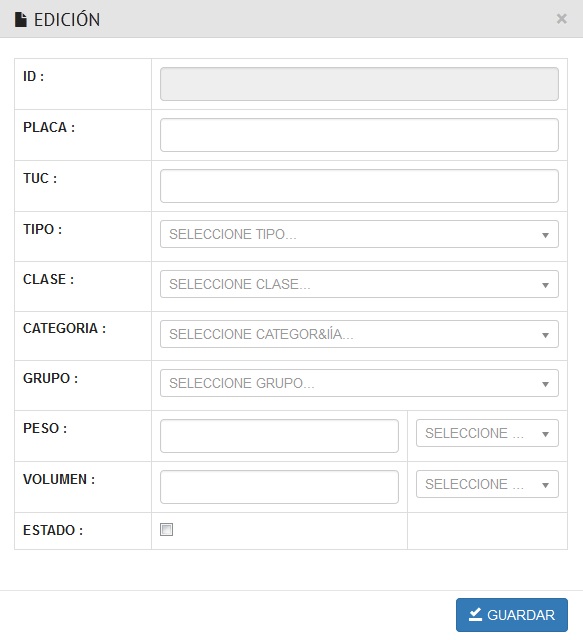 EDICIÓN ×
ID :
PLACA :
TUC :
TIPO : SELECCIONE TIPO...
CLASE : SELECCIONE CLASE...
CATEGORIA : SELECCIONE CATEGOR&IÍA...
GRUPO : SELECCIONE GRUPO...
PESO : SELECCIONE ...
VOLUMEN : SELECCIONE ...
ESTADO :
GUARDAR